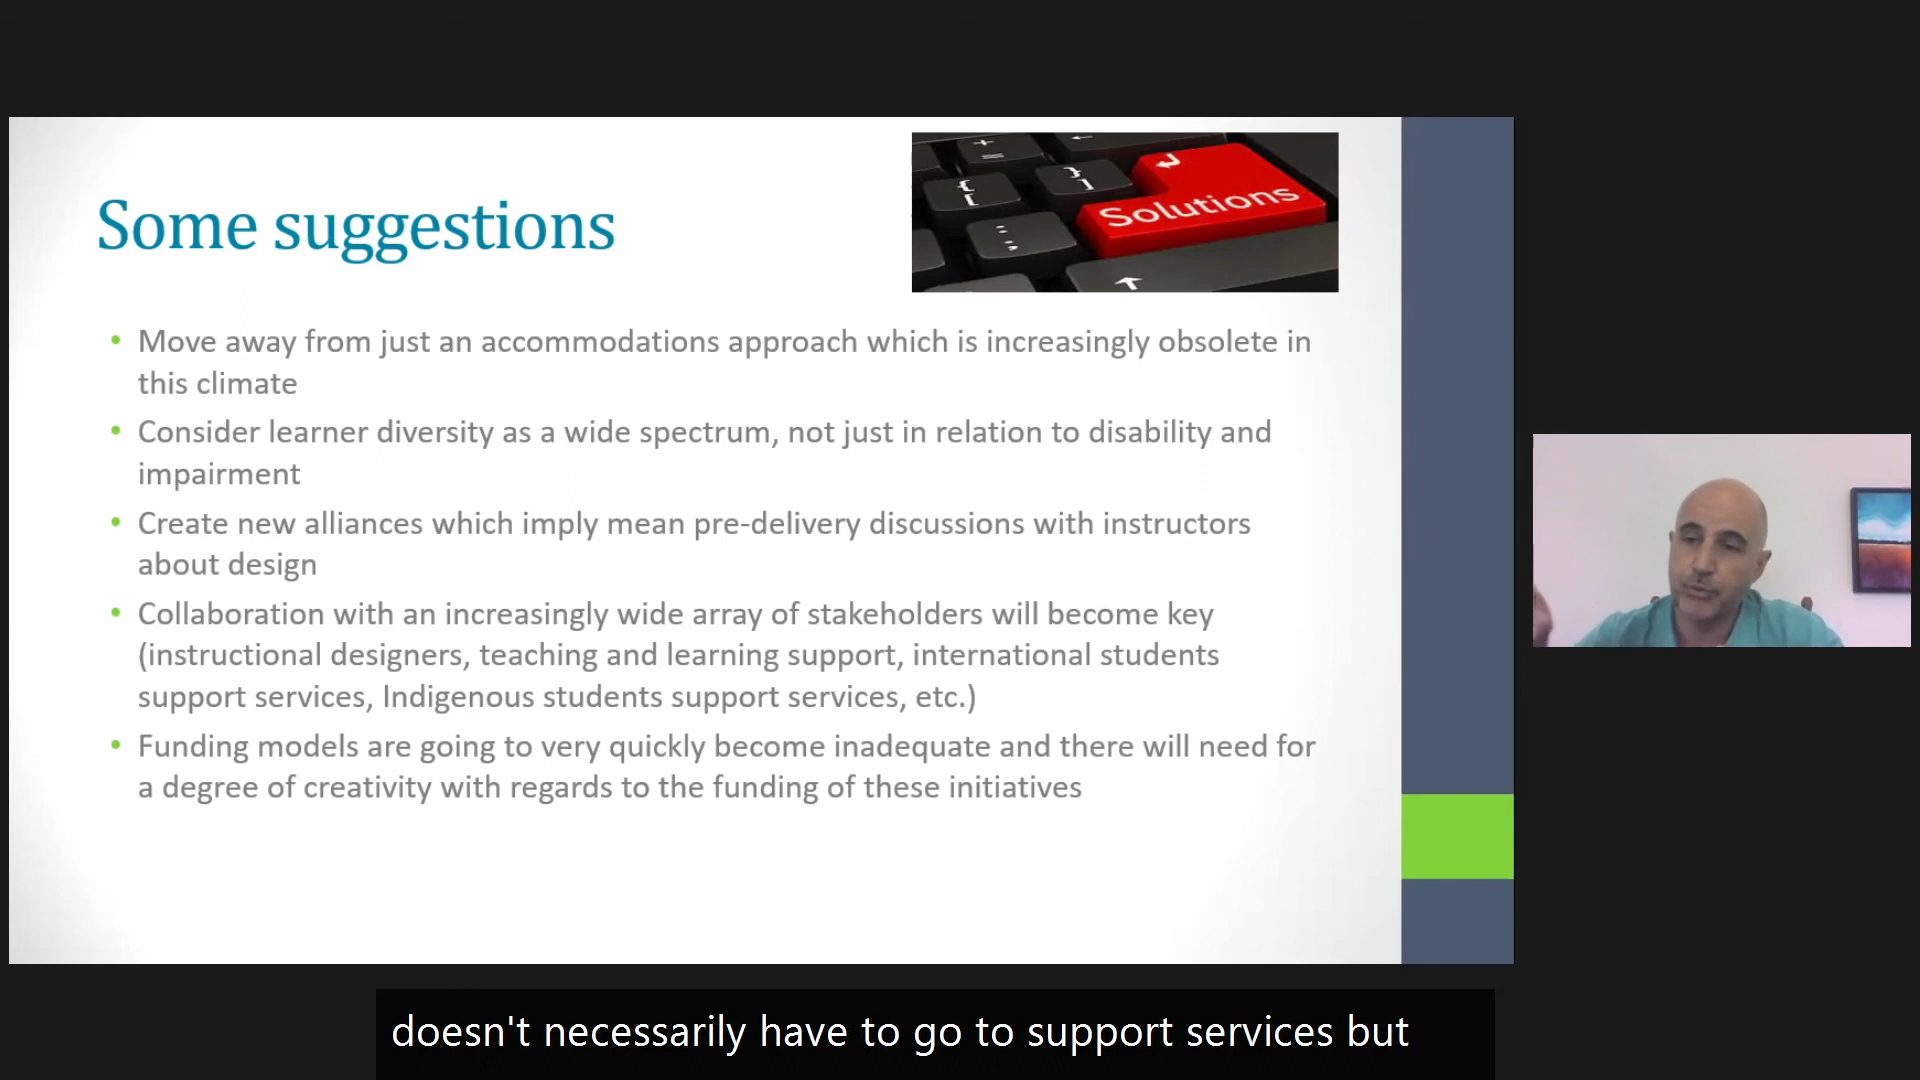 Some suggestions
Solutions
• Move away from just an accommodations approach which is increasingly obsolete in
this climate
• Consider learner diversity as a wide spectrum, not just in relation to disability and
impairment
• Create new alliances which imply mean pre-delivery discussions with instructors
about design
• Collaboration with an increasingly wide array of stakeholders will become key
(instructional designers, teaching and learning support, international students
support services, Indigenous students support services, etc.)
• Funding models are going to very quickly become inadequate and there will need for
a degree of creativity with regards to the funding of these initiatives
doesn't necessarily have to go to support services but